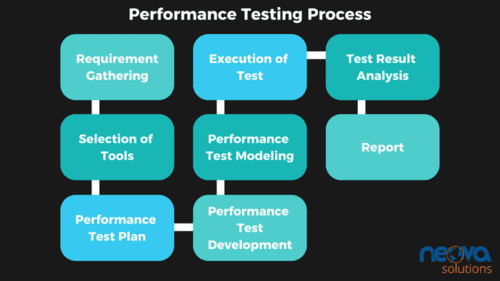 Performance Testing Process
Requirement
Gathering
Selection of
Tools
Performance
Test Plan
Performance
Test
Development
Performance
Test Modeling
Execution of
Test
Test Result
Analysis
Report
neova
solutions